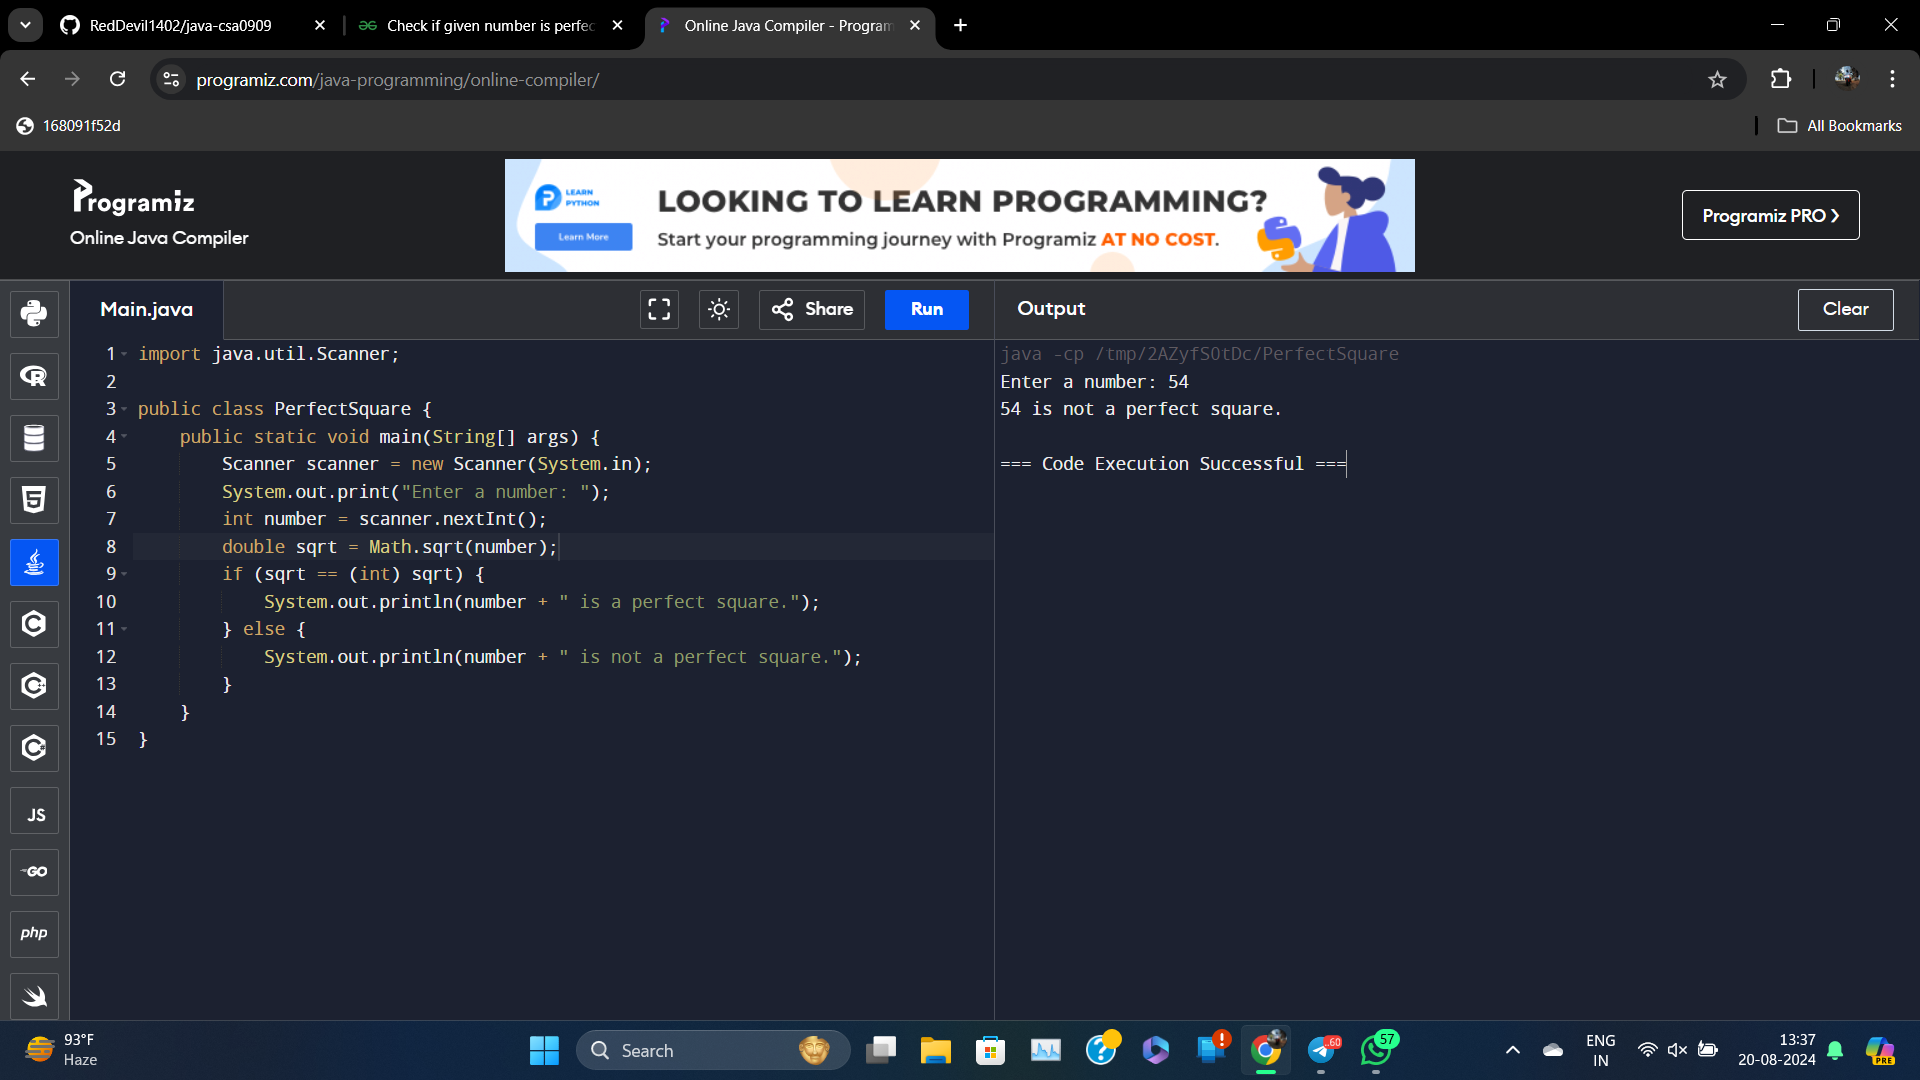 RedDevil1402/java-csa0909
Check if given number is perfec
Online Java Compiler - Program
programiz.com/java-programming/online-compiler/
168091f52d
All Bookmarks
Programiz
Online Java Compiler
LEARN
PYTHON
Learn More
LOOKING TO LEARN PROGRAMMING?
Start your programming journey with Programiz AT NO COST.
Programiz PRO
Main.java
Share
Run
Output
Clear
1 import java.util.Scanner;
2
3 public class PerfectSquare {
4 public static void main(String[] args) {
5 Scanner scanner = new Scanner(System.in);
6 System.out.print("Enter a number: ");
7 int number = scanner.nextInt();
8 double sqrt = Math.sqrt(number);
9 if (sqrt == (int) sqrt) {
10 System.out.println(number + " is a perfect square.");
11 } else {
12 System.out.println(number + " is not a perfect square.");
13 }
14 }
15 }
java -cp /tmp/2AZyfS0tDc/PerfectSquare
Enter a number: 54
54 is not a perfect square.
=== Code Execution Successful ===
JS
GO
php
93°F
Haze
Search
60
57
ENG
IN
13:37
20-08-2024
PRE